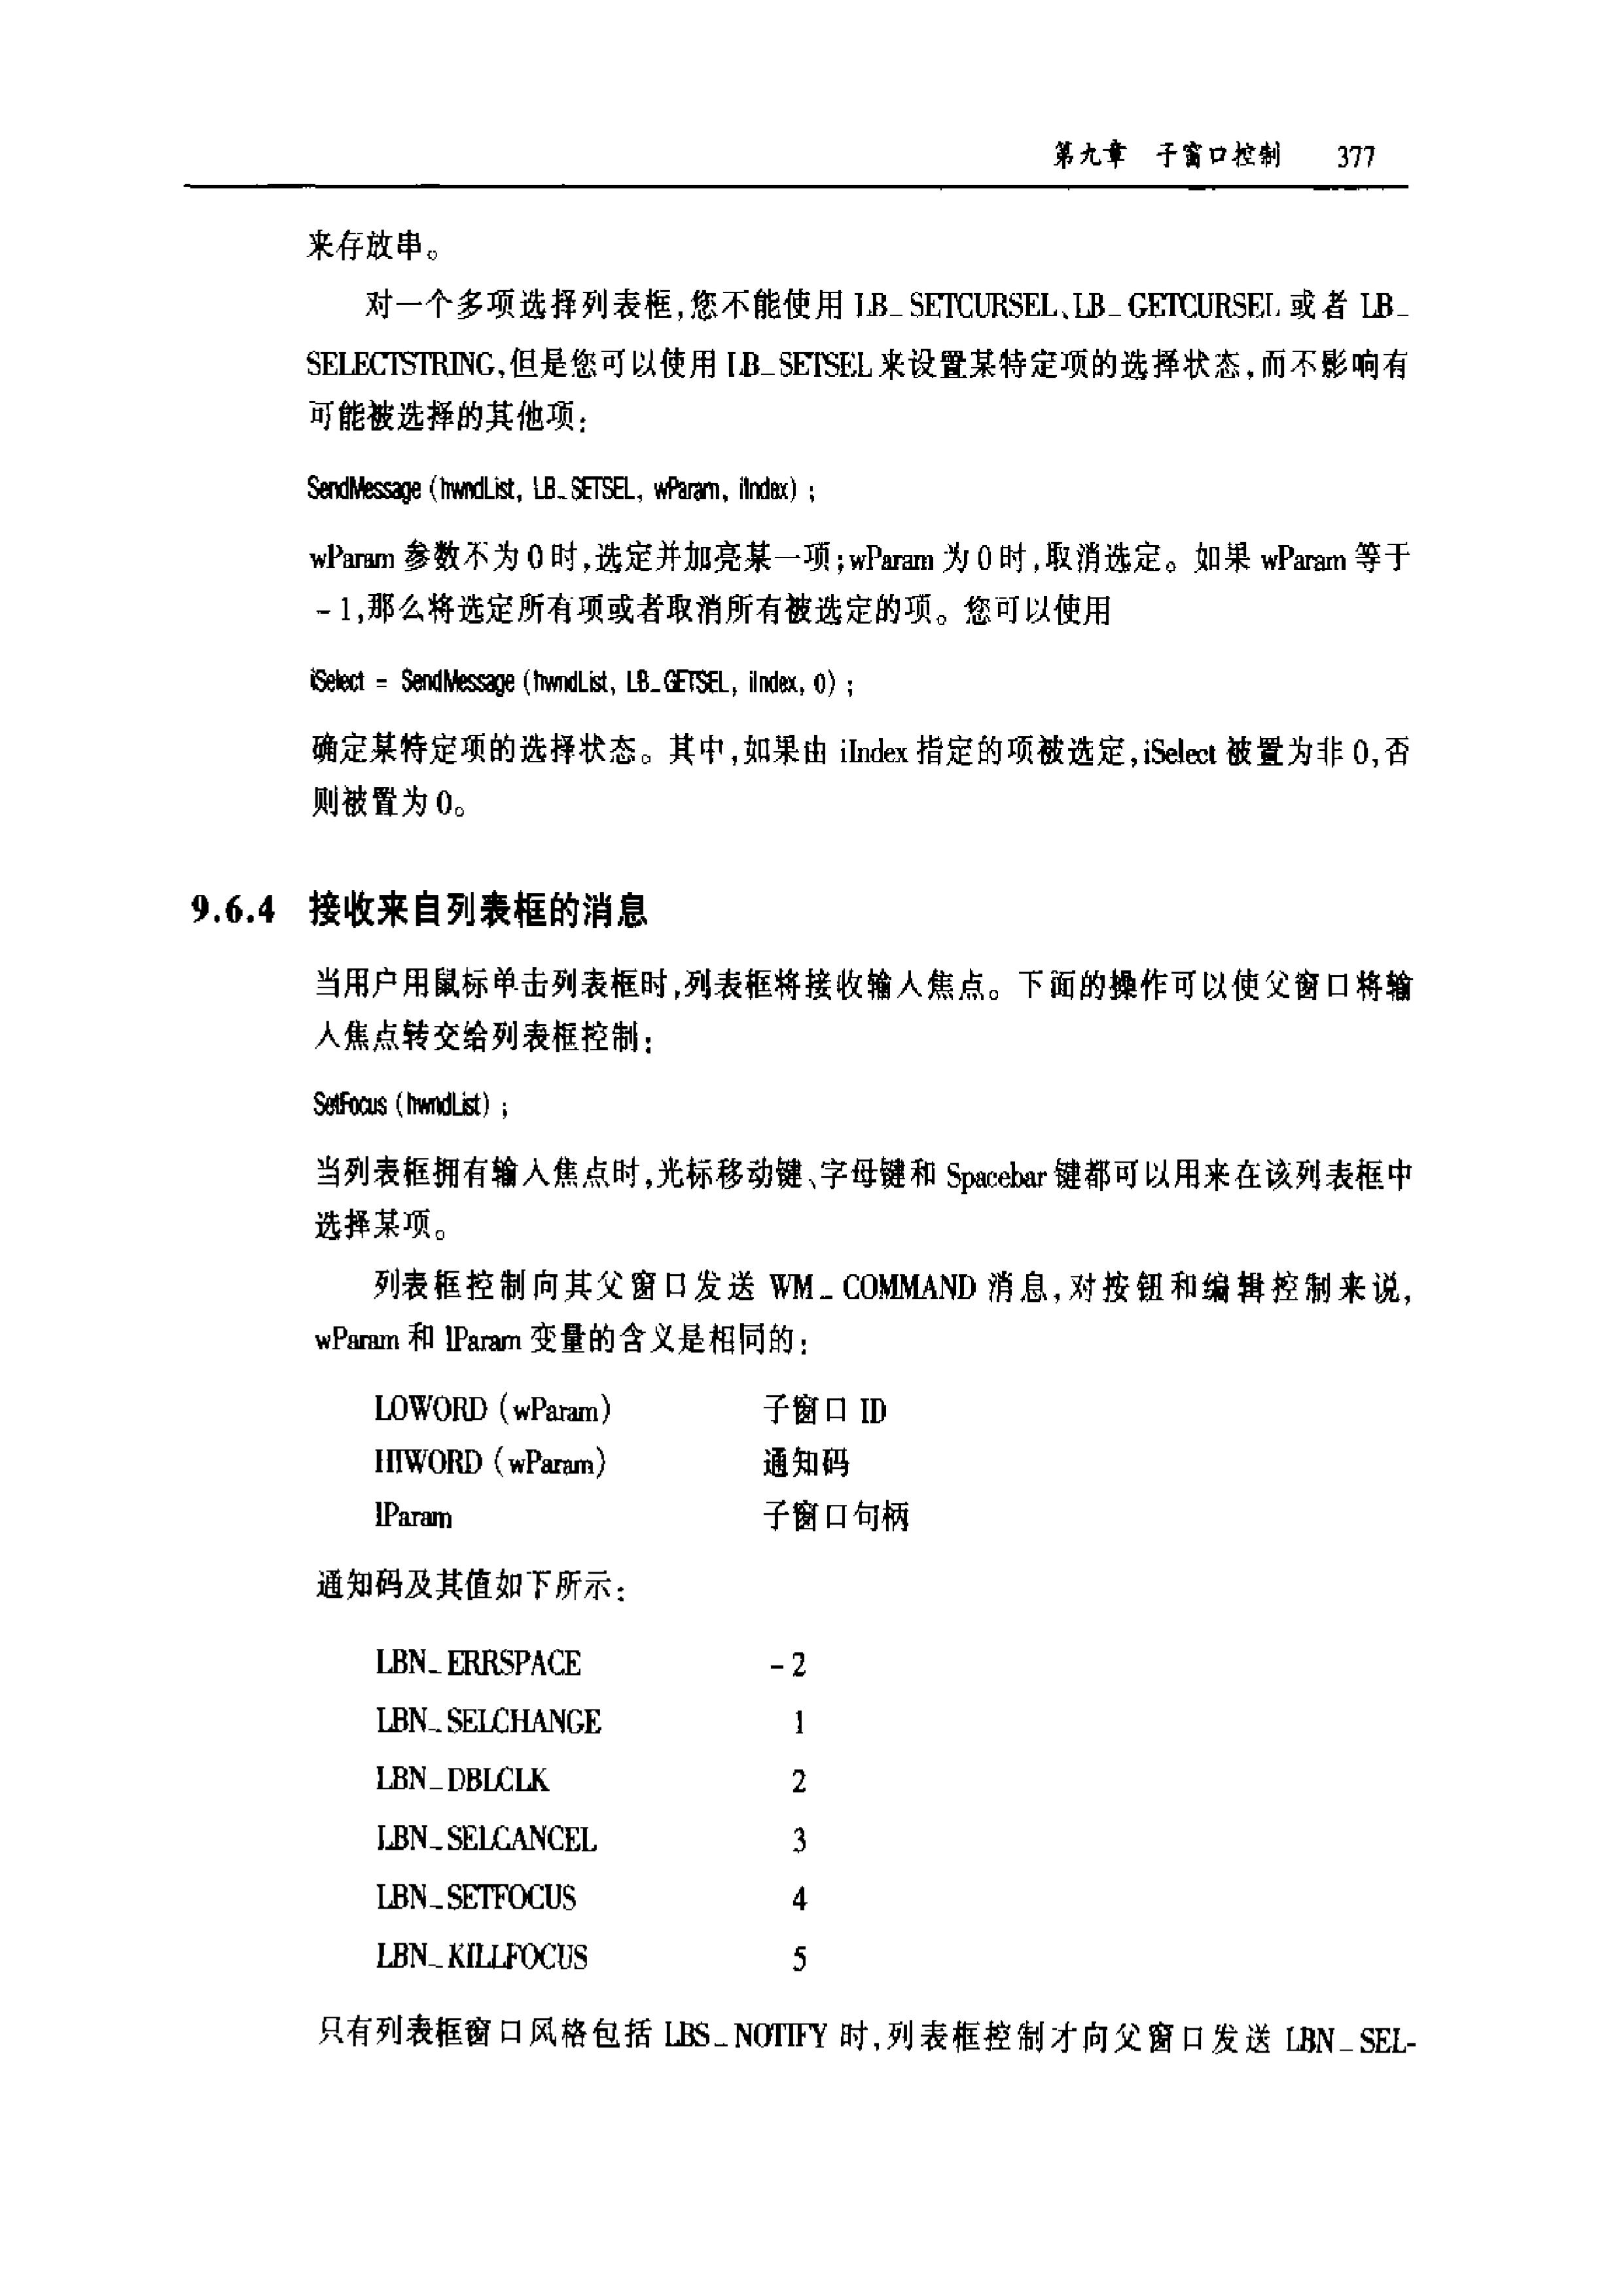 第九章 子窗口控制 377
来存放串。
对一个多项选择列表框,您不能使用 LB_SETCURSEL、LB_GETCURSEL 或者 LB_
SELECTSTRING,但是您可以使用 LB_SETSEL 来设置某特定项的选择状态,而不影响有
可能被选择的其他项:
SendMessage (hwndList, LB_SETSEL, wParam, iIndex) ;
wParam 参数不为 0 时,选定并加亮某一项;wParam 为 0 时,取消选定。如果 wParam 等于
-1,那么将选定所有项或者取消所有被选定的项。您可以使用
iSelect = SendMessage (hwndList, LB_GETSEL, iIndex, 0) ;
确定某特定项的选择状态。其中,如果由 iIndex 指定的项被选定,iSelect 被置为非 0,否
则被置为 0。
9.6.4 接收来自列表框的消息
当用户用鼠标单击列表框时,列表框将接收输入焦点。下面的操作可以使父窗口将输
入焦点转交给列表框控制:
SetFocus (hwndList) ;
当列表框拥有输入焦点时,光标移动键、字母键和 Spacebar 键都可以用来在该列表框中
选择某项。
列表框控制向其父窗口发送 WM_COMMAND 消息,对按钮和编辑控制来说,
wParam 和 lParam 变量的含义是相同的:
LOWORD (wParam) 子窗口 ID
HIWORD (wParam) 通知码
lParam 子窗口句柄
通知码及其值如下所示:
LBN_ERRSPACE -2
LBN_SELCHANGE 1
LBN_DBLCLK 2
LBN_SELCANCEL 3
LBN_SETFOCUS 4
LBN_KILLFOCUS 5
只有列表框窗口风格包括 LBS_NOTIFY 时,列表框控制才向父窗口发送 LBN_SEL-